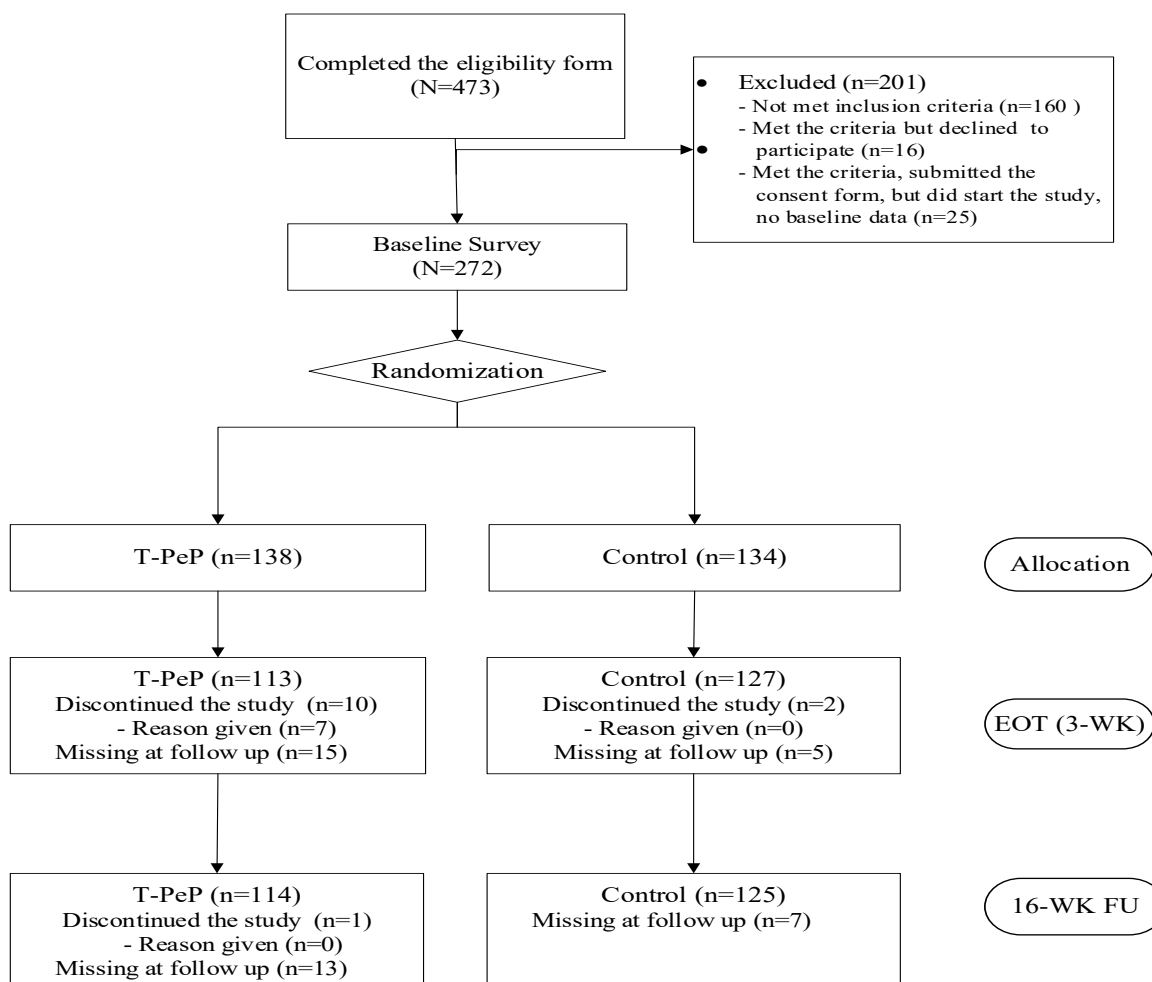 Completed the eligibility form
(N=473)
• Excluded (n=201)
- Not met inclusion criteria (n=160 )
- Met the criteria but declined to
• participate (n=16)
- Met the criteria, submitted the
consent form, but did start the study,
no baseline data (n=25)
Baseline Survey
(N=272)
Randomization
T-PeP (n=138)
Control (n=134)
Allocation
T-PeP (n=113)
Discontinued the study (n=10)
- Reason given (n=7)
Missing at follow up (n=15)
Control (n=127)
Discontinued the study (n=2)
- Reason given (n=0)
Missing at follow up (n=5)
EOT (3-WK)
T-PeP (n=114)
Discontinued the study (n=1)
- Reason given (n=0)
Missing at follow up (n=13)
Control (n=125)
Missing at follow up (n=7)
16-WK FU